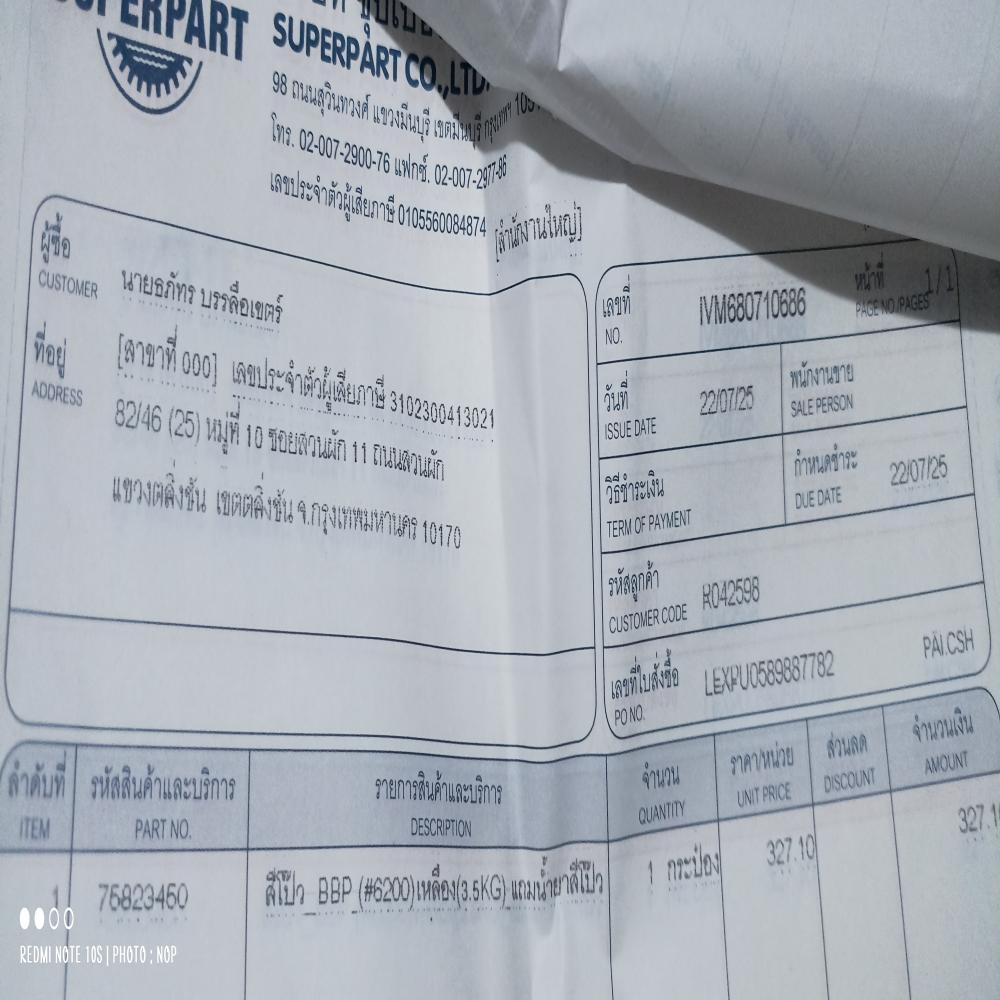 SUPERPART
SUPERPART CO.,LTD.
98 ถนนสุวินทวงศ์ แขวงมีนบุรี เขตมีนบุรี กรุงเทพฯ
โทร. 02-007-2900-76 แฟกซ์. 02-007-2977-86
เลขประจำตัวผู้เสียภาษี 0105560084874 [สำนักงานใหญ่]
ผู้ซื้อ
CUSTOMER
นายธภัทร บรรลือเขตร์
ที่อยู่
ADDRESS
[สาขาที่ 000] เลขประจำตัวผู้เสียภาษี 3102300413021
82/46 (25) หมู่ที่ 10 ซอยสวนผัก 11 ถนนสวนผัก
แขวงตลิ่งชัน เขตตลิ่งชัน จ.กรุงเทพมหานคร 10170
เลขที่
NO.
IVM680710686
หน้าที่
PAGE NO./PAGES
1/1
วันที่
ISSUE DATE
22/07/25
พนักงานขาย
SALE PERSON
วิธีชำระเงิน
TERM OF PAYMENT
กำหนดชำระ
DUE DATE
22/07/25
รหัสลูกค้า
CUSTOMER CODE
R042598
เลขที่ใบสั่งซื้อ
PO NO.
LEXPU0589887782
PAI.CSH
ลำดับที่ รหัสสินค้าและบริการ รายการสินค้าและบริการ จำนวน ราคา/หน่วย ส่วนลด จำนวนเงิน
ITEM PART NO. DESCRIPTION QUANTITY UNIT PRICE DISCOUNT AMOUNT
1 75823450 สีโป๊ว BBP (#6200)เหลือง(3.5KG) แถมน้ำยาสีโป๊ว 1 กระป๋อง 327.10 327.10
REDMI NOTE 10S | PHOTO : NOP